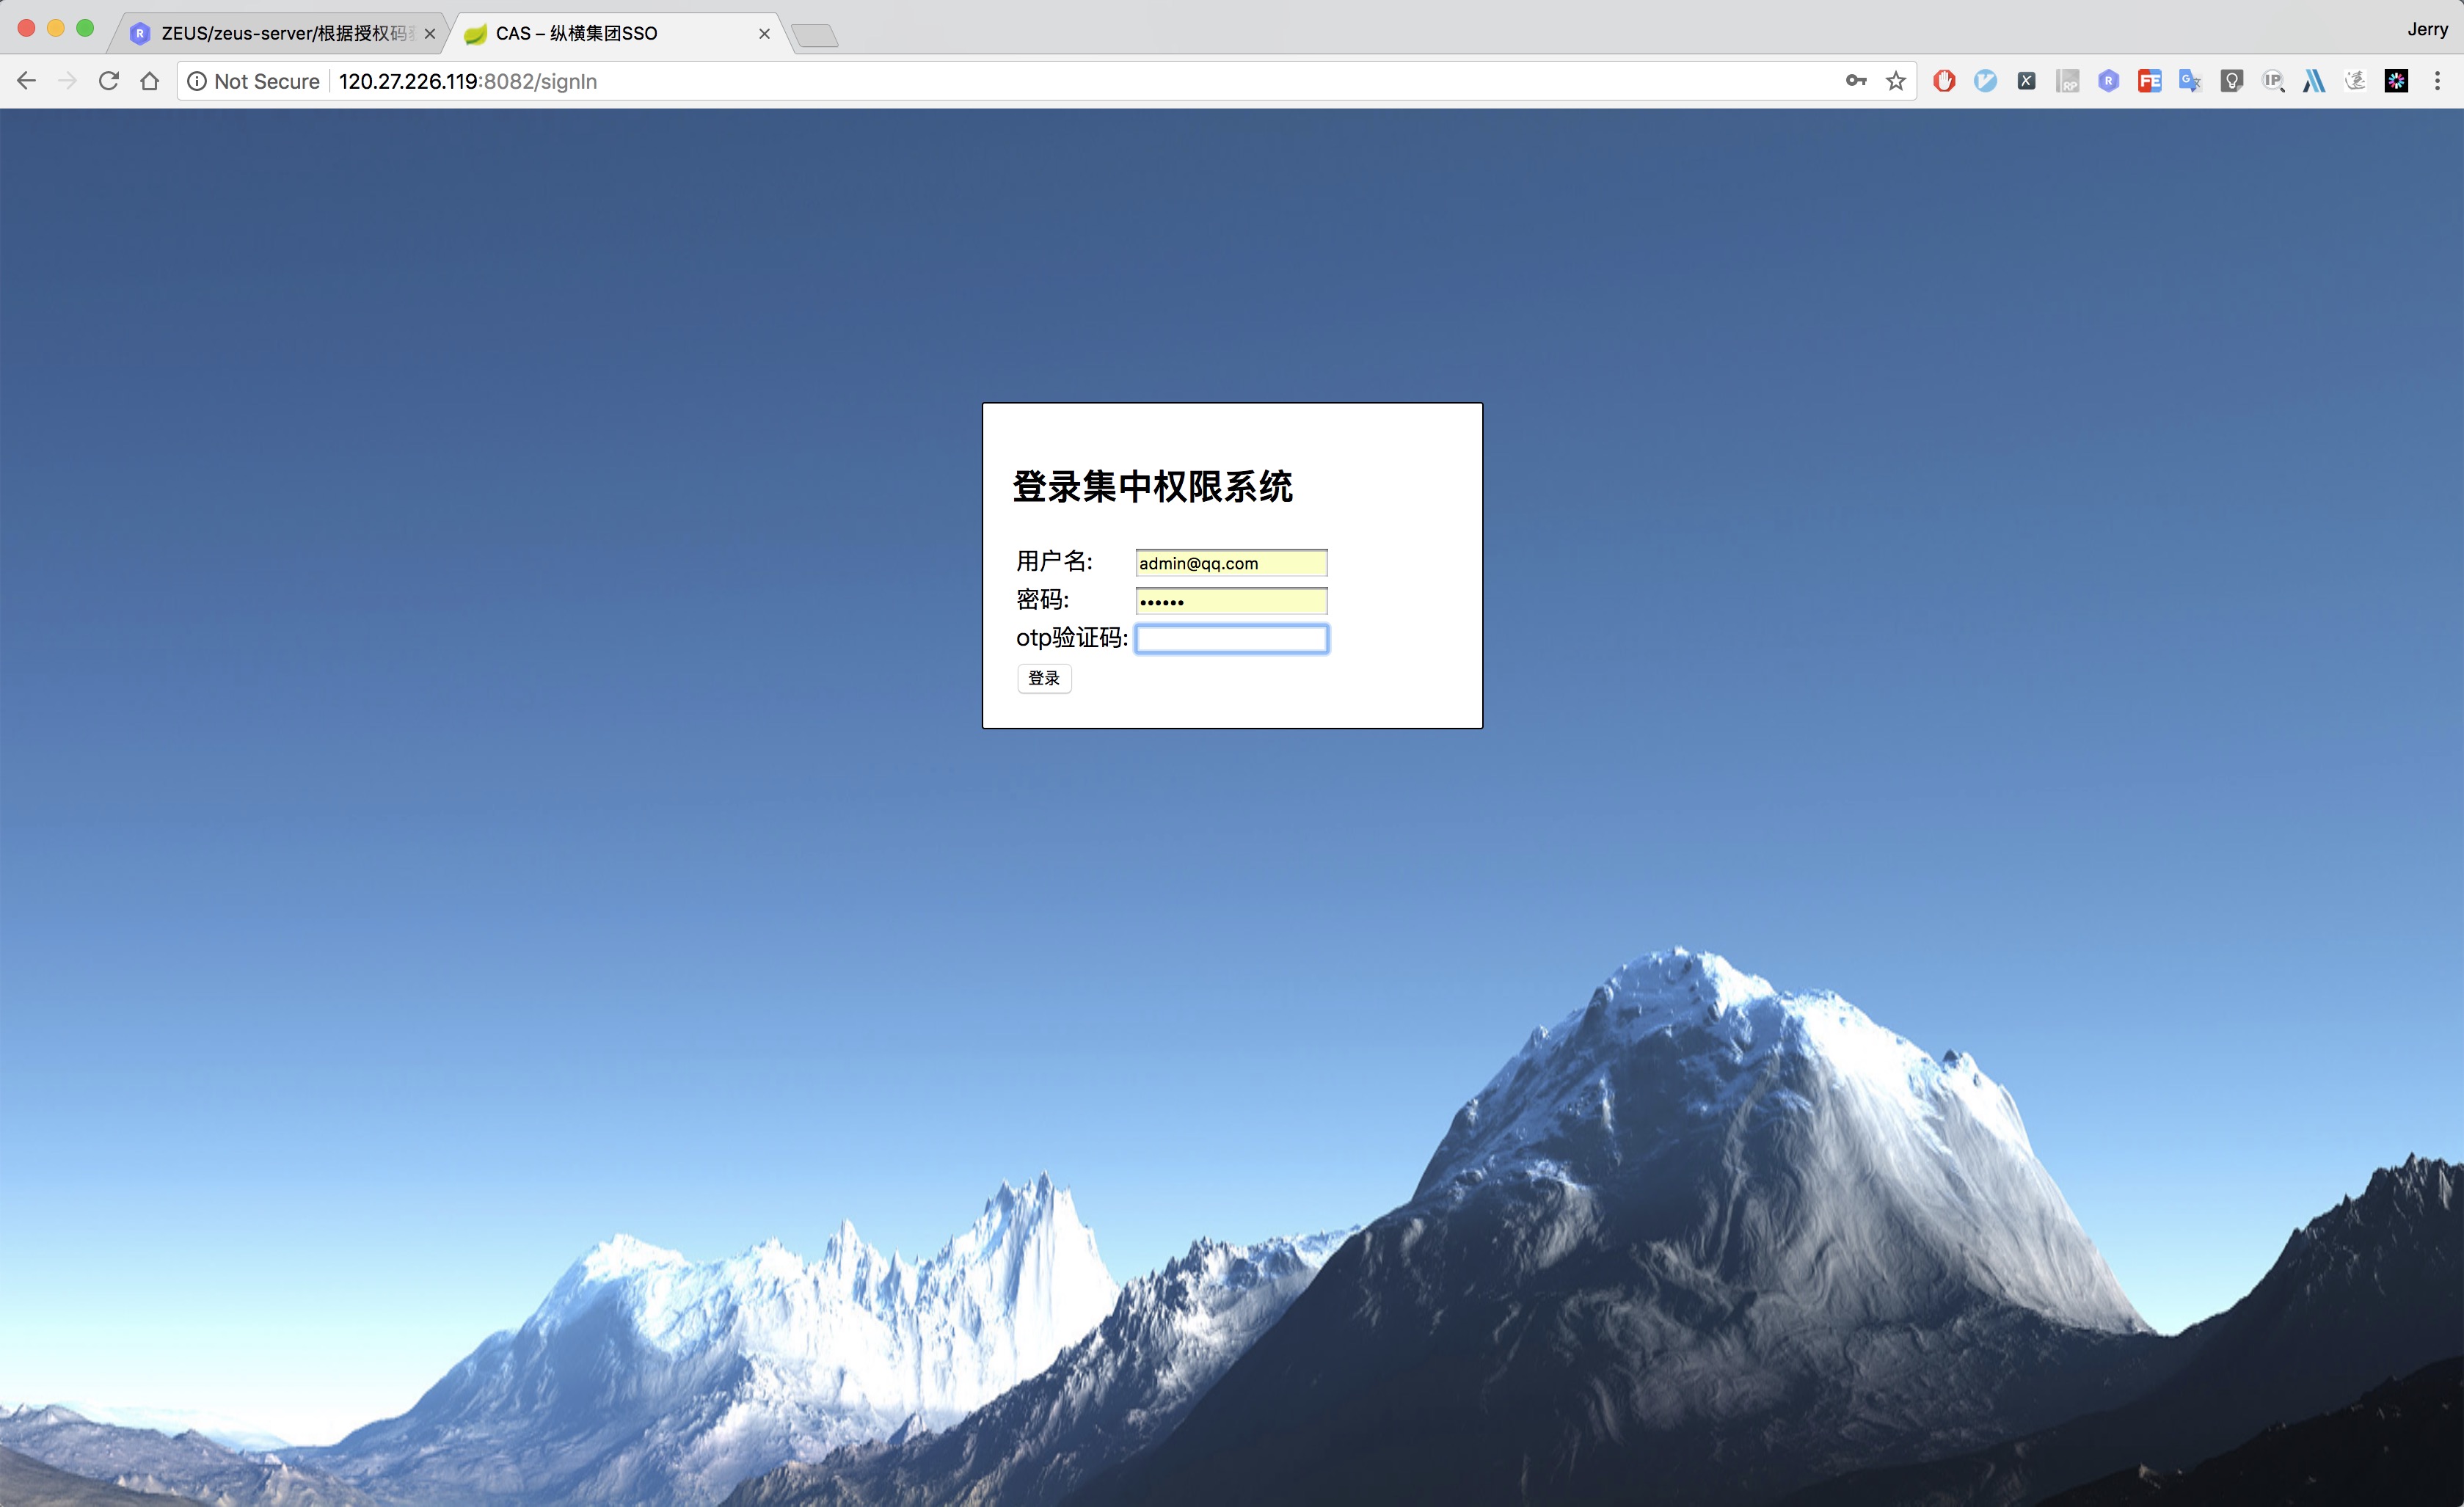 ZEUS/zeus-server/根据授权码
CAS – 纵横集团SSO
Jerry
Not Secure
120.27.226.119:8082/signIn
登录集中权限系统
用户名: admin@qq.com
密码: ••••••
otp验证码:
登录